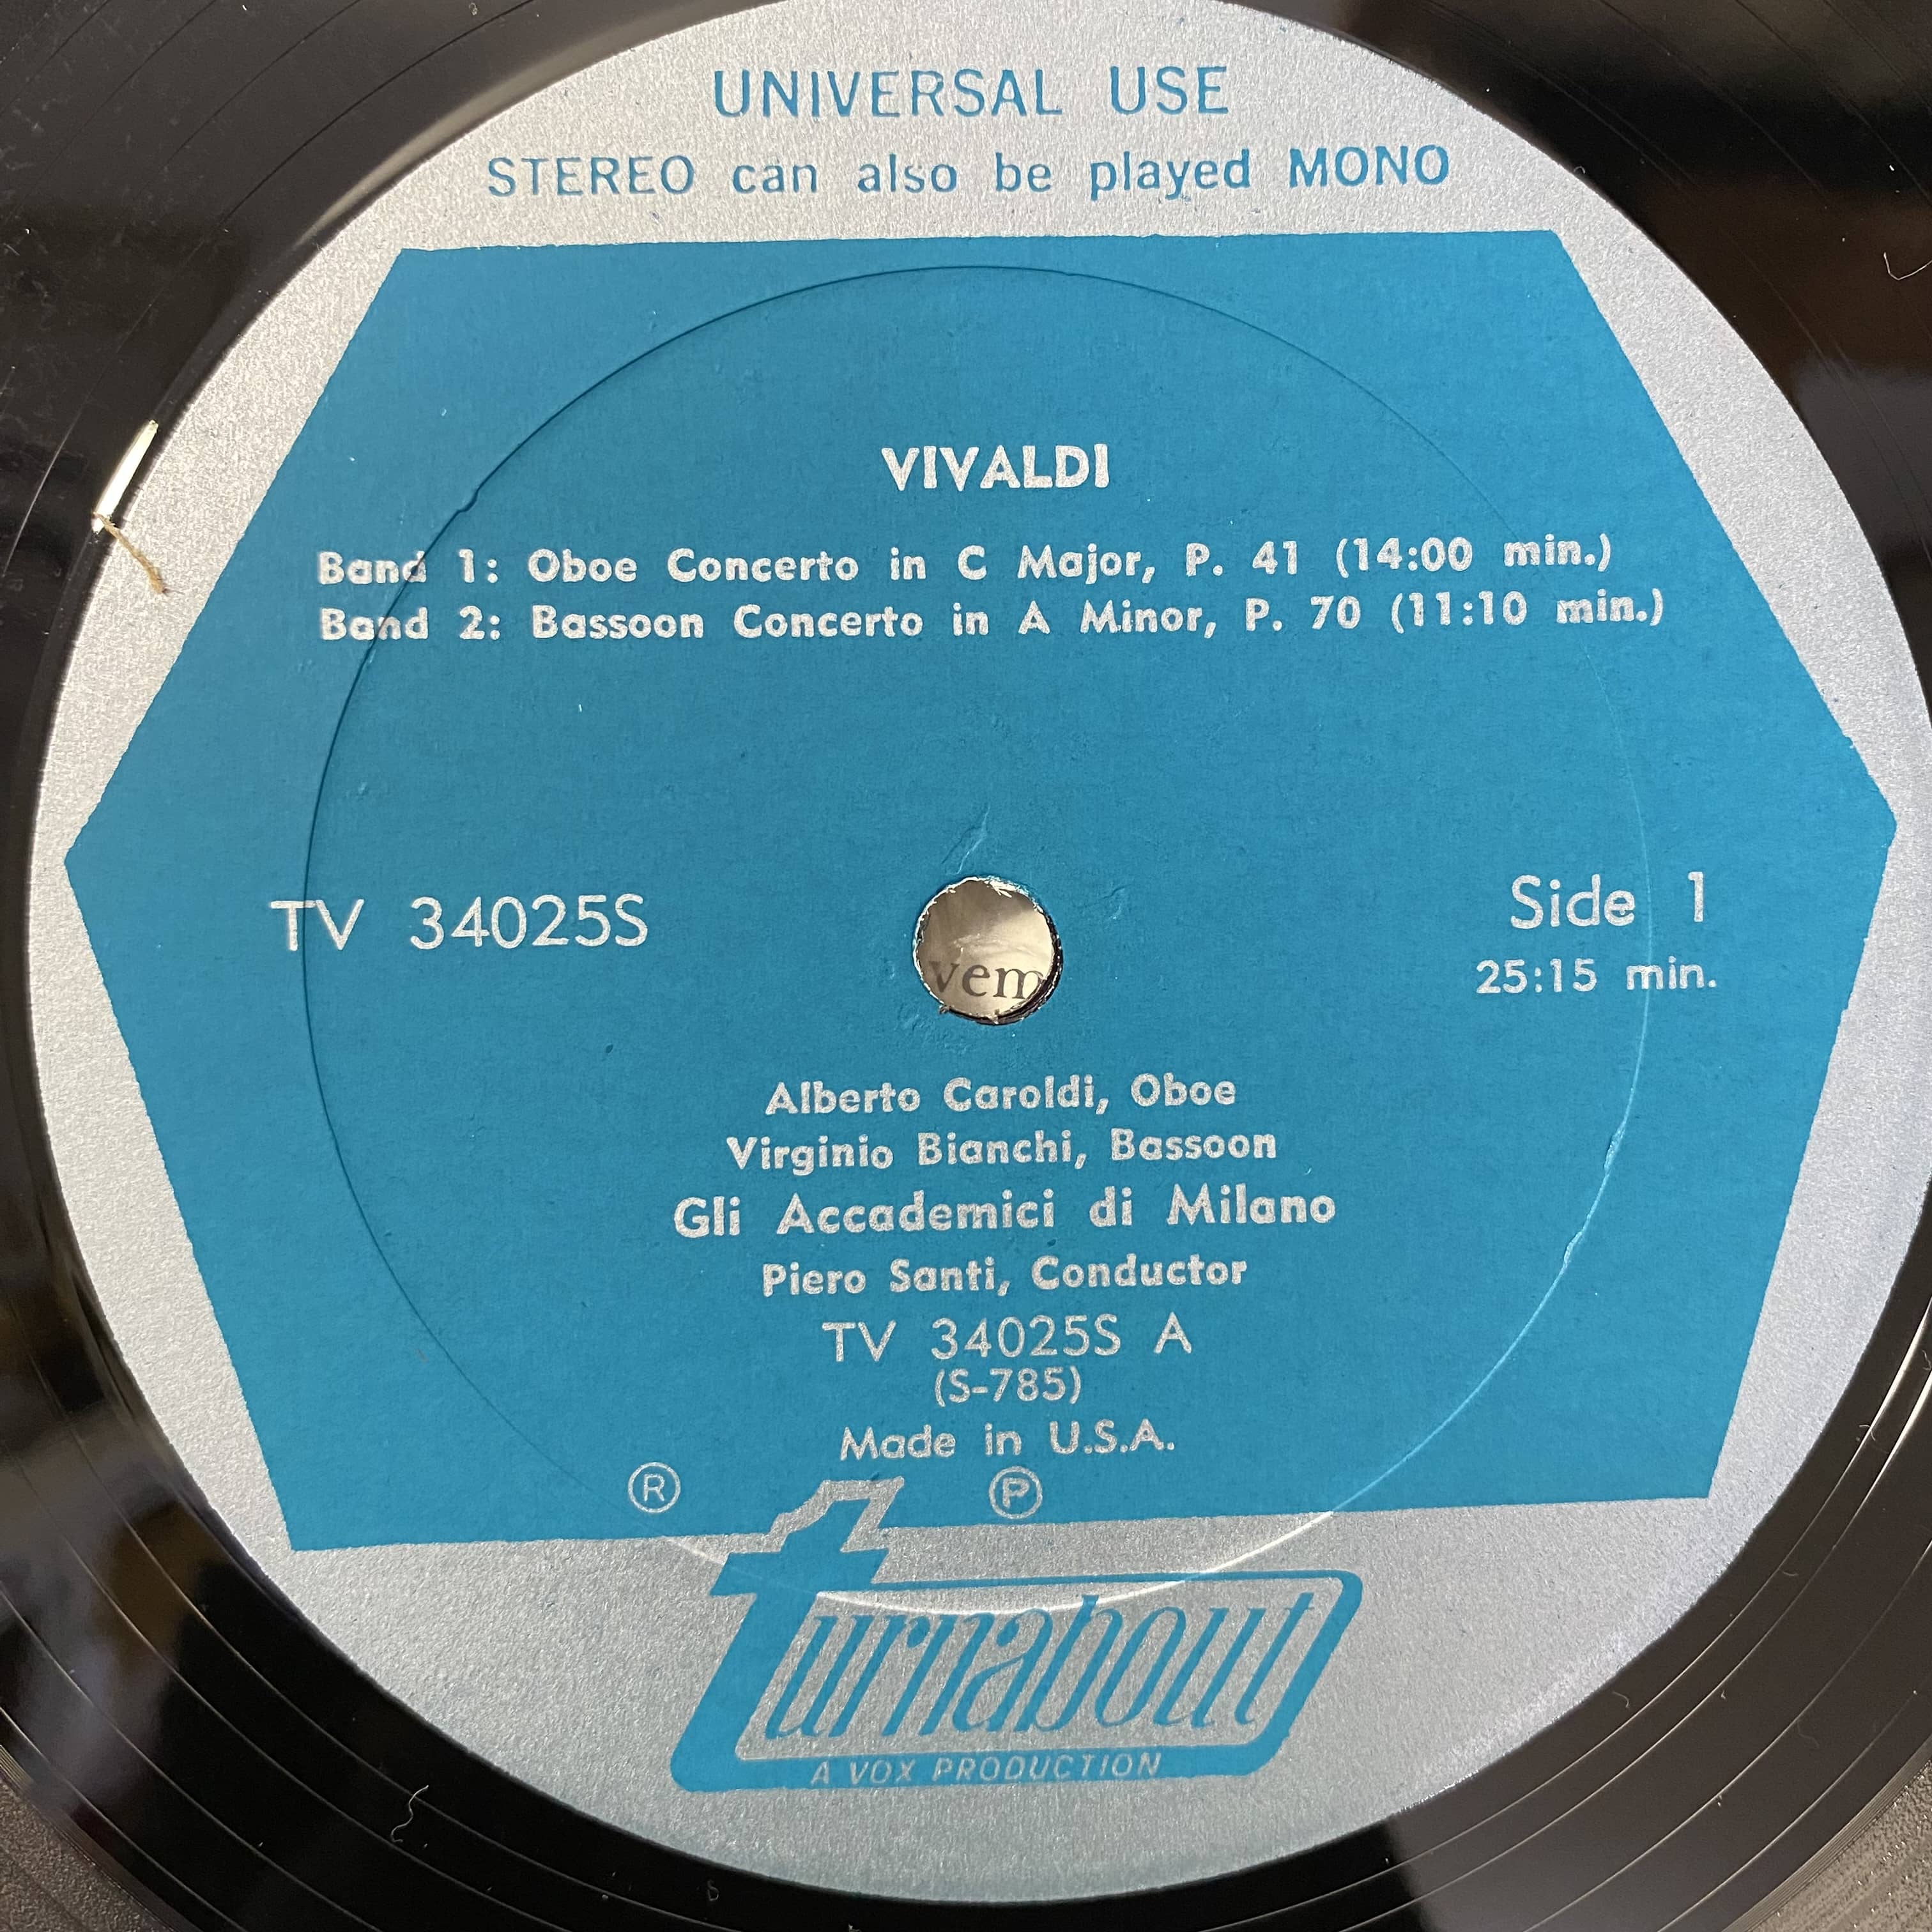 UNIVERSAL USE
STEREO can also be played MONO
VIVALDI
Band 1: Oboe Concerto in C Major, P. 41 (14:00 min.)
Band 2: Bassoon Concerto in A Minor, P. 70 (11:10 min.)
TV 34025S
Side 1
25:15 min.
vem
Alberto Caroldi, Oboe
Virginio Bianchi, Bassoon
Gli Accademici di Milano
Piero Santi, Conductor
TV 34025S A
(S-785)
Made in U.S.A.
Ⓡ Ⓟ
turnabout
A VOX PRODUCTION